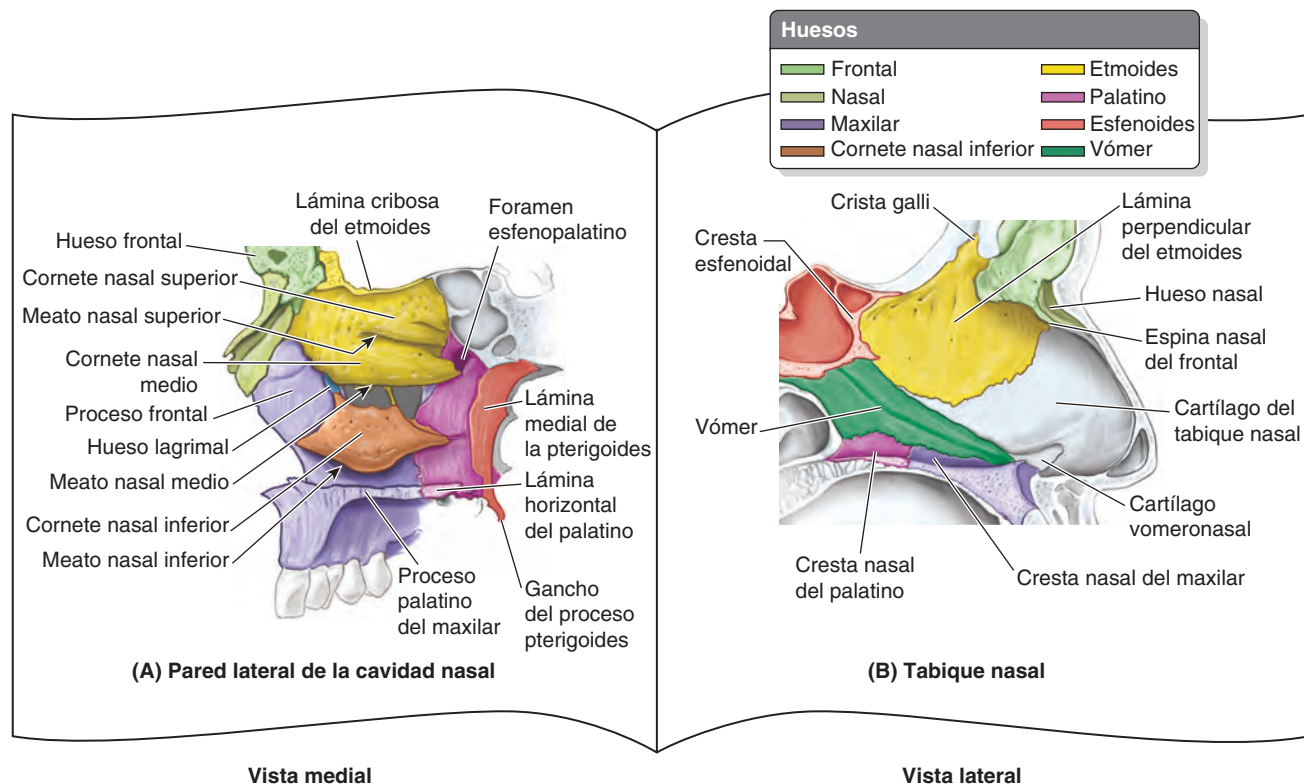 Huesos
Frontal
Nasal
Maxilar
Cornete nasal inferior
Etmoides
Palatino
Esfenoides
Vómer
Lámina cribosa
del etmoides
Foramen
esfenopalatino
Hueso frontal
Cornete nasal superior
Meato nasal superior
Cornete nasal
medio
Proceso frontal
Hueso lagrimal
Meato nasal medio
Cornete nasal inferior
Meato nasal inferior
Lámina
medial de
la pterigoides
Lámina
horizontal
del palatino
Proceso
palatino
del maxilar
Gancho
del proceso
pterigoides
(A) Pared lateral de la cavidad nasal
Vista medial
Crista galli
Cresta
esfenoidal
Lámina
perpendicular
del etmoides
Hueso nasal
Espina nasal
del frontal
Vómer
Cartílago del
tabique nasal
Cartílago
vomeronasal
Cresta nasal
del palatino
Cresta nasal del maxilar
(B) Tabique nasal
Vista lateral